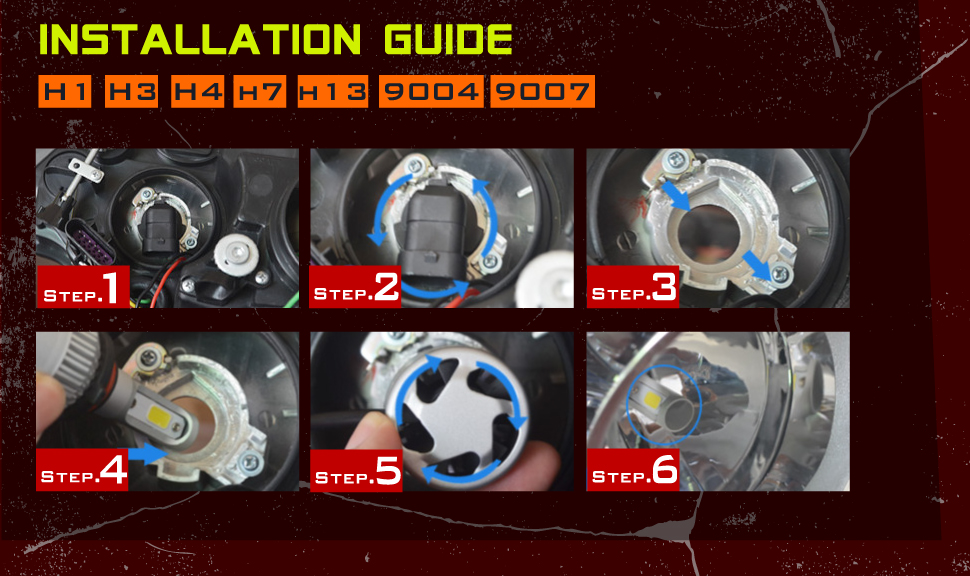 INSTALLATION GUIDE
H1 H3 H4 H7 H13 9004 9007
STEP.1
STEP.2
STEP.3
STEP.4
STEP.5
STEP.6